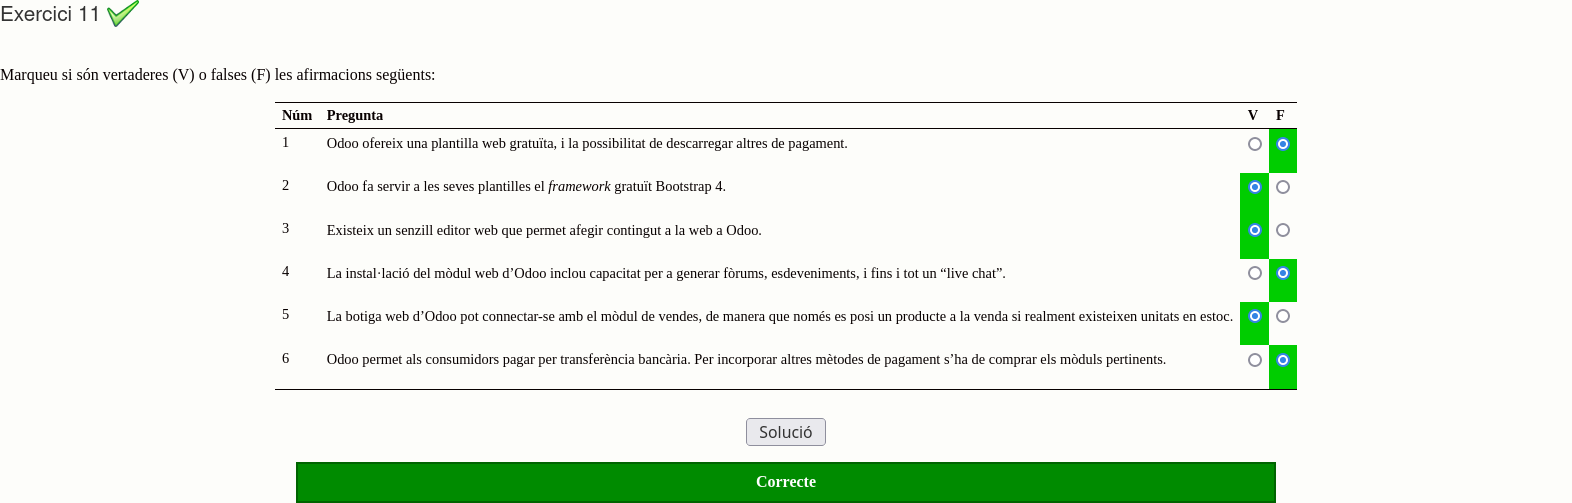 Exercici 11
Marqueu si són vertaderes (V) o falses (F) les afirmacions següents:
Núm Pregunta V F
1 Odoo ofereix una plantilla web gratuïta, i la possibilitat de descarregar altres de pagament.
2 Odoo fa servir a les seves plantilles el framework gratuït Bootstrap 4.
3 Existeix un senzill editor web que permet afegir contingut a la web a Odoo.
4 La instal·lació del mòdul web d’Odoo inclou capacitat per a generar fòrums, esdeveniments, i fins i tot un “live chat”.
5 La botiga web d’Odoo pot connectar-se amb el mòdul de vendes, de manera que només es posi un producte a la venda si realment existeixen unitats en estoc.
6 Odoo permet als consumidors pagar per transferència bancària. Per incorporar altres mètodes de pagament s’ha de comprar els mòduls pertinents.
Solució
Correcte